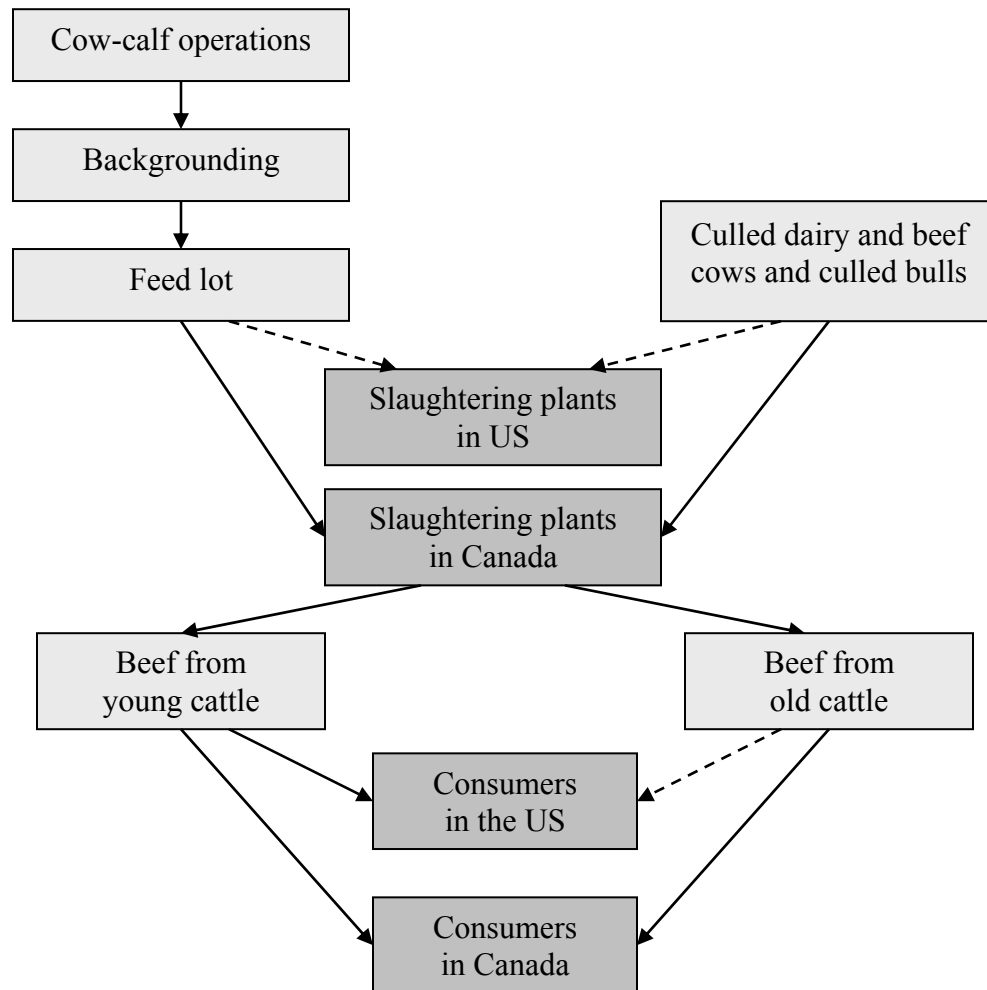 Cow-calf operations
Backgrounding
Feed lot
Culled dairy and beef
cows and culled bulls
Slaughtering plants
in US
Slaughtering plants
in Canada
Beef from
young cattle
Beef from
old cattle
Consumers
in the US
Consumers
in Canada